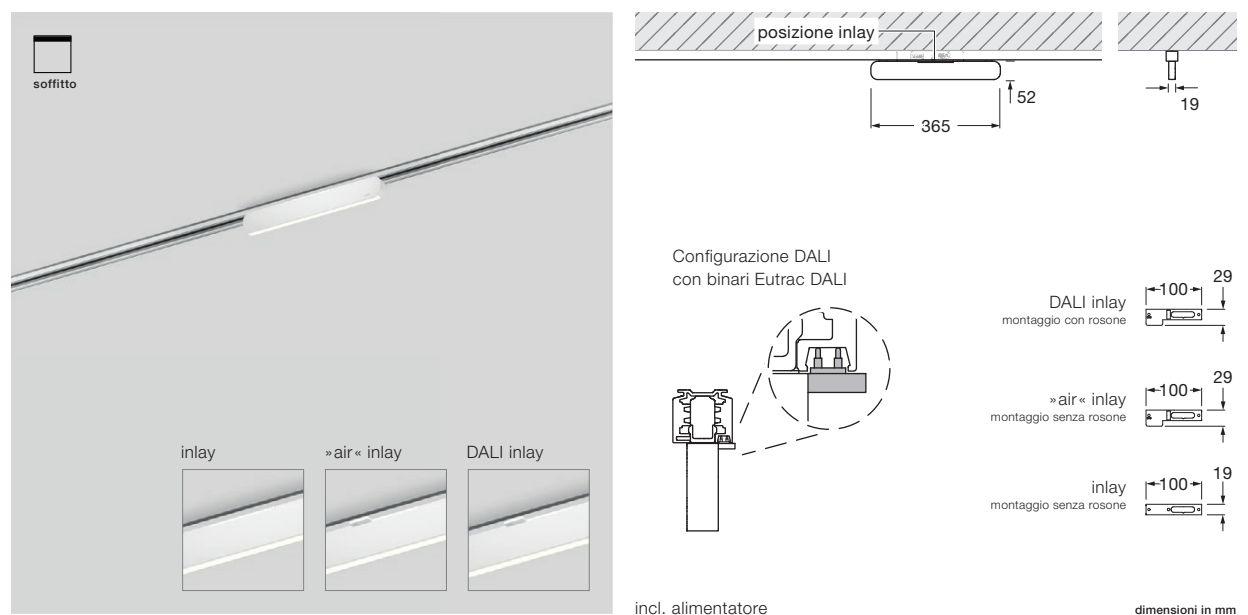 soffitto
inlay
»air« inlay
DALI inlay
posizione inlay
52
365
19
Configurazione DALI
con binari Eutrac DALI
DALI inlay
montaggio con rosone
100
29
»air« inlay
montaggio senza rosone
100
29
inlay
montaggio senza rosone
100
19
incl. alimentatore
dimensioni in mm